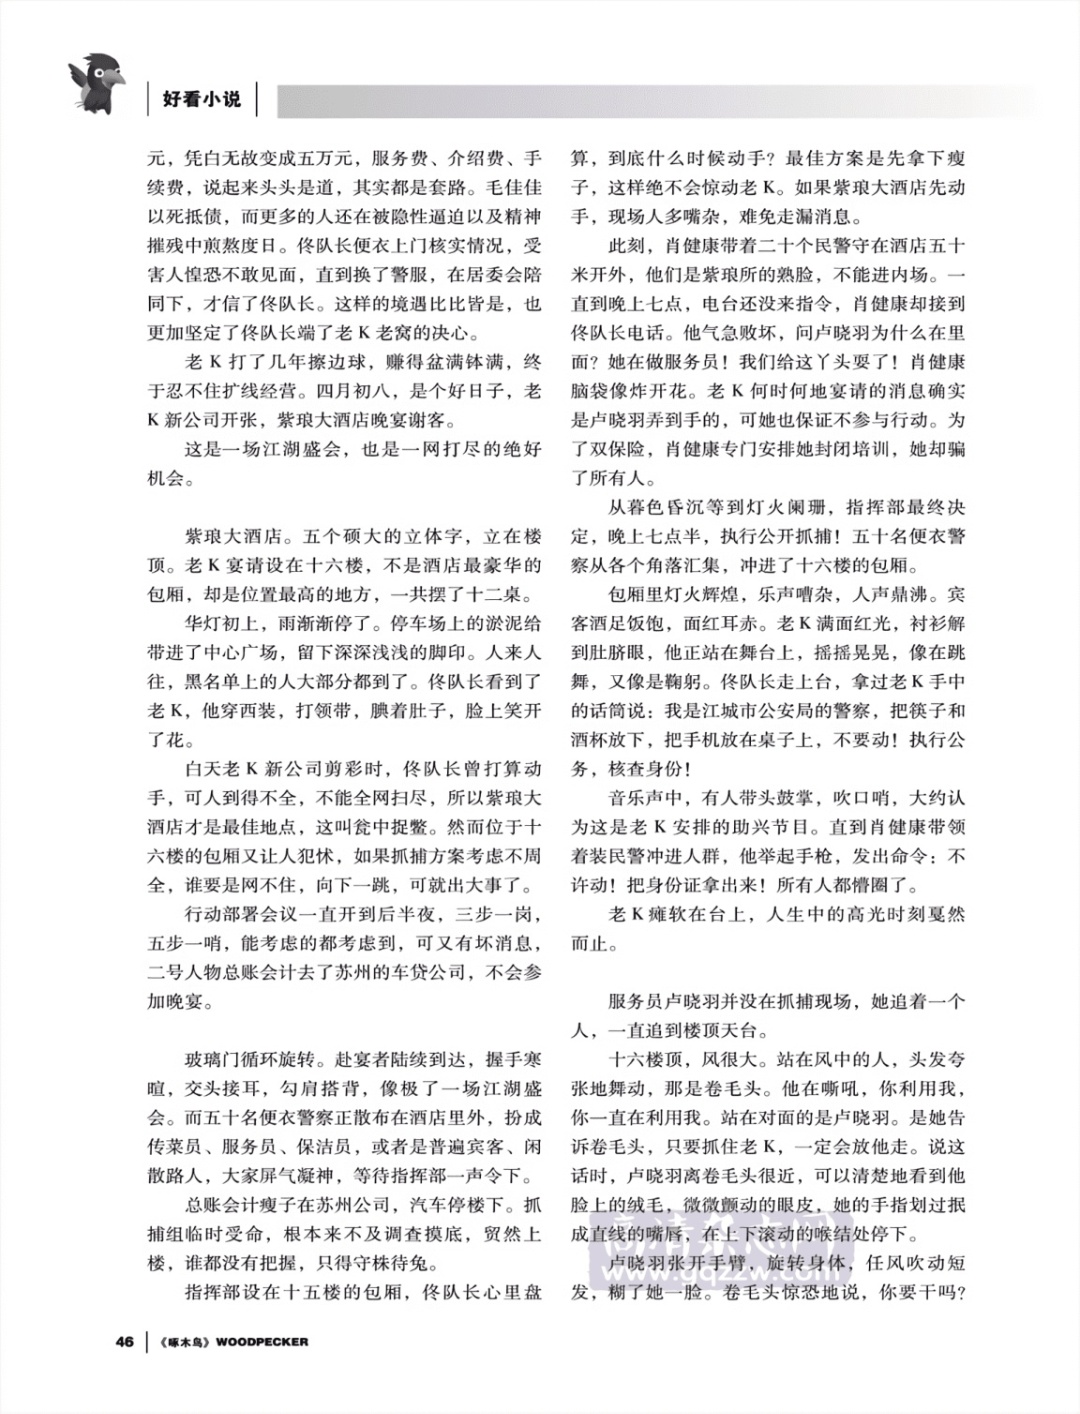 好看小说
元，凭白无故变成五万元，服务费、介绍费、手
续费，说起来头头是道，其实都是套路。毛佳佳
以死抵债，而更多的人还在被隐性逼迫以及精神
摧残中煎熬度日。佟队长便衣上门核实情况，受
害人惶恐不敢见面，直到换了警服，在居委会陪
同下，才信了佟队长。这样的境遇比比皆是，也
更加坚定了佟队长端了老 K 老窝的决心。
老 K 打了几年擦边球，赚得盆满钵满，终
于忍不住扩线经营。四月初八，是个好日子，老
K 新公司开张，紫琅大酒店晚宴谢客。
这是一场江湖盛会，也是一网打尽的绝好
机会。
紫琅大酒店。五个硕大的立体字，立在楼
顶。老 K 宴请设在十六楼，不是酒店最豪华的
包厢，却是位置最高的地方，一共摆了十二桌。
华灯初上，雨渐渐停了。停车场上的淤泥给
带进了中心广场，留下深深浅浅的脚印。人来人
往，黑名单上的人大部分都到了。佟队长看到了
老 K，他穿西装，打领带，腆着肚子，脸上笑开
了花。
白天老 K 新公司剪彩时，佟队长曾打算动
手，可人到得不全，不能全网扫尽，所以紫琅大
酒店才是最佳地点，这叫瓮中捉鳖。然而位于十
六楼的包厢又让人犯怵，如果抓捕方案考虑不周
全，谁要是网不住，向下一跳，可就出大事了。
行动部署会议一直开到后半夜，三步一岗，
五步一哨，能考虑的都考虑到，可又有坏消息，
二号人物总账会计去了苏州的车贷公司，不会参
加晚宴。
玻璃门循环旋转。赴宴者陆续到达，握手寒
暄，交头接耳，勾肩搭背，像极了一场江湖盛
会。而五十名便衣警察正散布在酒店里外，扮成
传菜员、服务员、保洁员，或者是普遍宾客、闲
散路人，大家屏气凝神，等待指挥部一声令下。
总账会计瘦子在苏州公司，汽车停楼下。抓
捕组临时受命，根本来不及调查摸底，贸然上
楼，谁都没有把握，只得守株待兔。
指挥部设在十五楼的包厢，佟队长心里盘
算，到底什么时候动手？最佳方案是先拿下瘦
子，这样绝不会惊动老 K。如果紫琅大酒店先动
手，现场人多嘴杂，难免走漏消息。
此刻，肖健康带着二十个民警守在酒店五十
米开外，他们是紫琅所的熟脸，不能进内场。一
直到晚上七点，电台还没来指令，肖健康却接到
佟队长电话。他气急败坏，问卢晓羽为什么在里
面？她在做服务员！我们给这丫头耍了！肖健康
脑袋像炸开花。老 K 何时何地宴请的消息确实
是卢晓羽弄到手的，可她也保证不参与行动。为
了双保险，肖健康专门安排她封闭培训，她却骗
了所有人。
从暮色昏沉等到灯火阑珊，指挥部最终决
定，晚上七点半，执行公开抓捕！五十名便衣警
察从各个角落汇集，冲进了十六楼的包厢。
包厢里灯火辉煌，乐声嘈杂，人声鼎沸。宾
客酒足饭饱，面红耳赤。老 K 满面红光，衬衫解
到肚脐眼，他正站在舞台上，摇摇晃晃，像在跳
舞，又像是鞠躬。佟队长走上台，拿过老 K 手中
的话筒说：我是江城市公安局的警察，把筷子和
酒杯放下，把手机放在桌子上，不要动！执行公
务，核查身份！
音乐声中，有人带头鼓掌，吹口哨，大约认
为这是老 K 安排的助兴节目。直到肖健康带领
着装民警冲进人群，他举起手枪，发出命令：不
许动！把身份证拿出来！所有人都懵圈了。
老 K 瘫软在台上，人生中的高光时刻戛然
而止。
服务员卢晓羽并没在抓捕现场，她追着一个
人，一直追到楼顶天台。
十六楼顶，风很大。站在风中的人，头发夸
张地舞动，那是卷毛头。他在嘶吼，你利用我，
你一直在利用我。站在对面的是卢晓羽。是她告
诉卷毛头，只要抓住老 K，一定会放他走。说这
话时，卢晓羽离卷毛头很近，可以清楚地看到他
脸上的绒毛，微微颤动的眼皮，她的手指划过抿
成直线的嘴唇，在上下滚动的喉结处停下。
卢晓羽张开手臂，旋转身体，任风吹动短
发，糊了她一脸。卷毛头惊恐地说，你要干吗？
高清杂志网
www.gqzzw.com
46 《啄木鸟》WOODPECKER